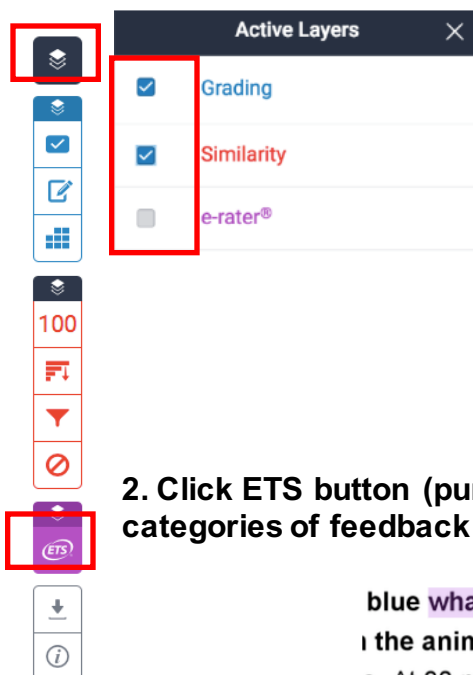 Active Layers
Grading
Similarity
e-rater®
100
2. Click ETS button
categories of feedback
ETS
blue
the anim